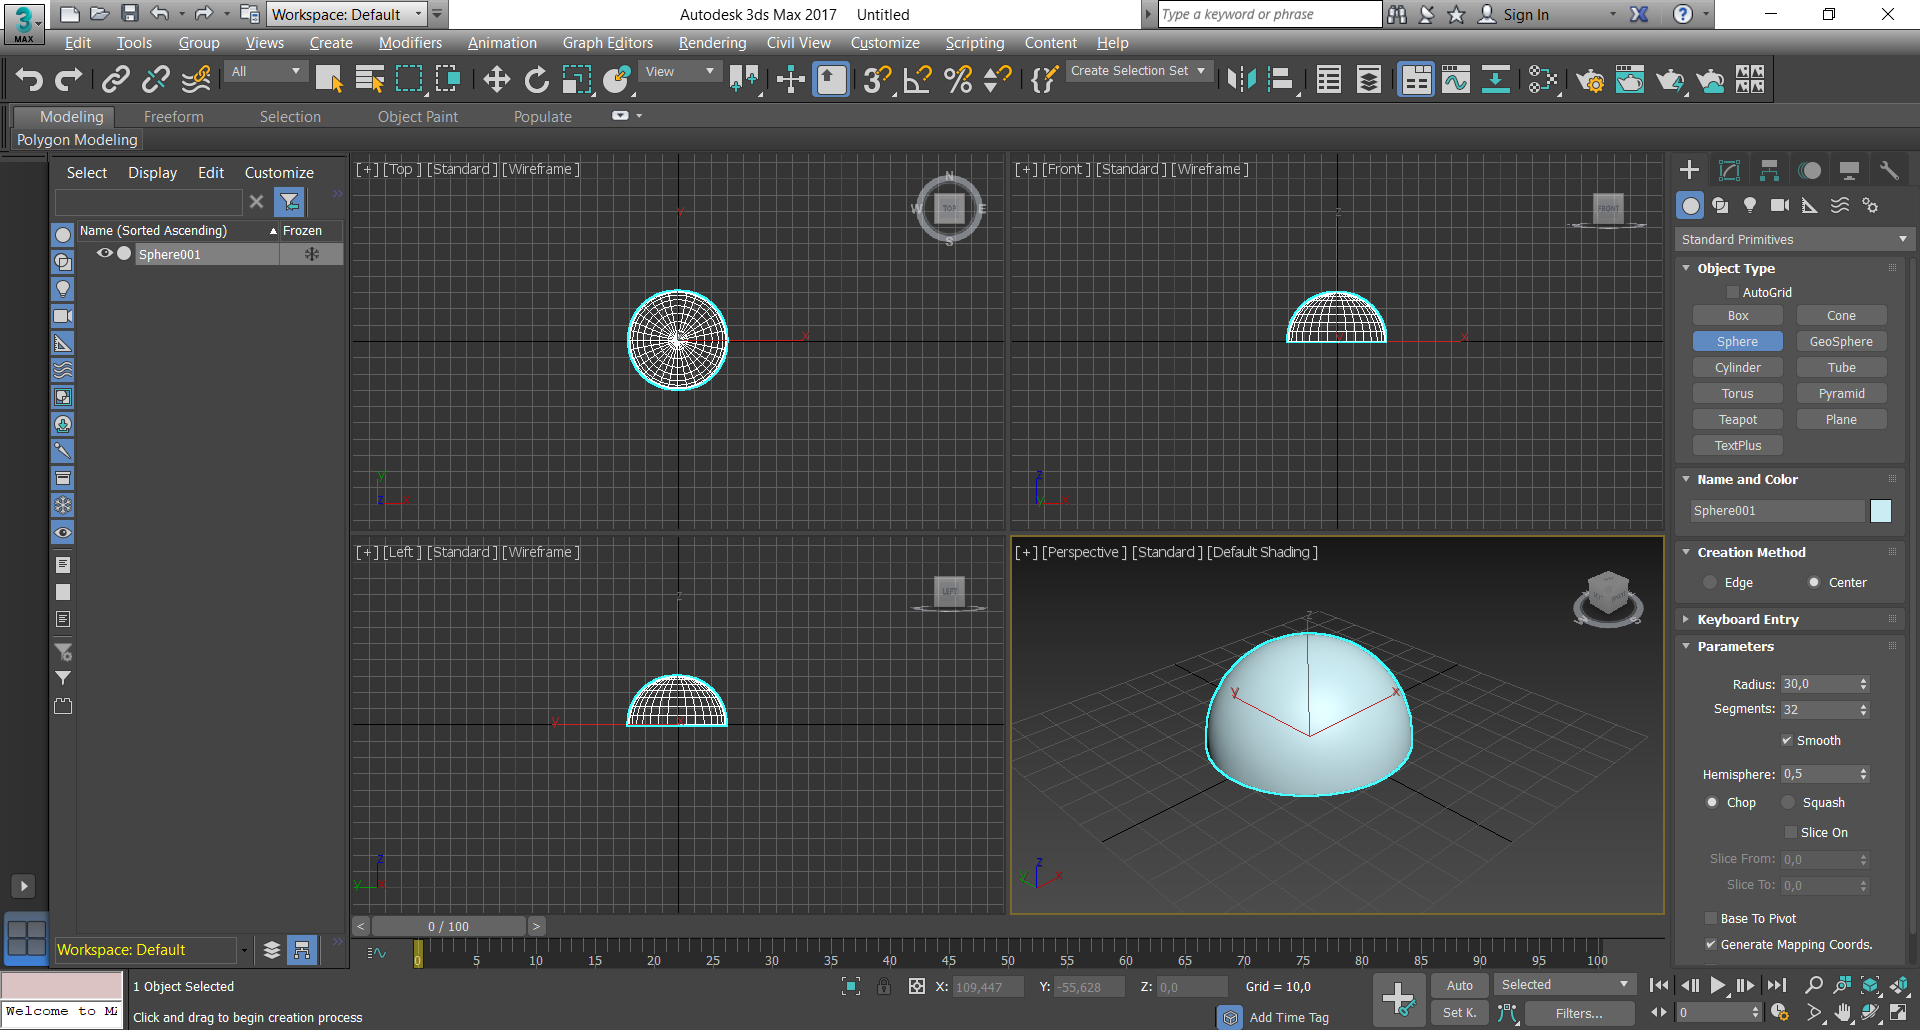 Workspace: Default
Autodesk 3ds Max 2017 Untitled
Type a keyword or phrase
Sign In
3 MAX
Edit Tools Group Views Create Modifiers Animation Graph Editors Rendering Civil View Customize Scripting Content Help
All
View
Create Selection Set
Modeling Freeform Selection Object Paint Populate
Polygon Modeling
Select Display Edit Customize
Name (Sorted Ascending) Frozen
Sphere001
[+] [Top ] [Standard ] [Wireframe ]
N
W TOP E
S
y
x
y
z x
[+] [Front ] [Standard ] [Wireframe ]
FRONT
z
x
z
y x
[+] [Left ] [Standard ] [Wireframe ]
LEFT
z
y
z
y x
[+] [Perspective ] [Standard ] [Default Shading ]
z
y x
z
y x
Standard Primitives
Object Type
AutoGrid
Box Cone
Sphere GeoSphere
Cylinder Tube
Torus Pyramid
Teapot Plane
TextPlus
Name and Color
Sphere001
Creation Method
Edge Center
Keyboard Entry
Parameters
Radius: 30,0
Segments: 32
Smooth
Hemisphere: 0,5
Chop Squash
Slice On
Slice From: 0,0
Slice To: 0,0
Base To Pivot
Generate Mapping Coords.
< 0 / 100 >
Workspace: Default
0 5 10 15 20 25 30 35 40 45 50 55 60 65 70 75 80 85 90 95 100
1 Object Selected
X: 109,447 Y: -55,628 Z: 0,0 Grid = 10,0
Auto Selected
Welcome to MA
Click and drag to begin creation process
Add Time Tag
Set K. Filters...
0